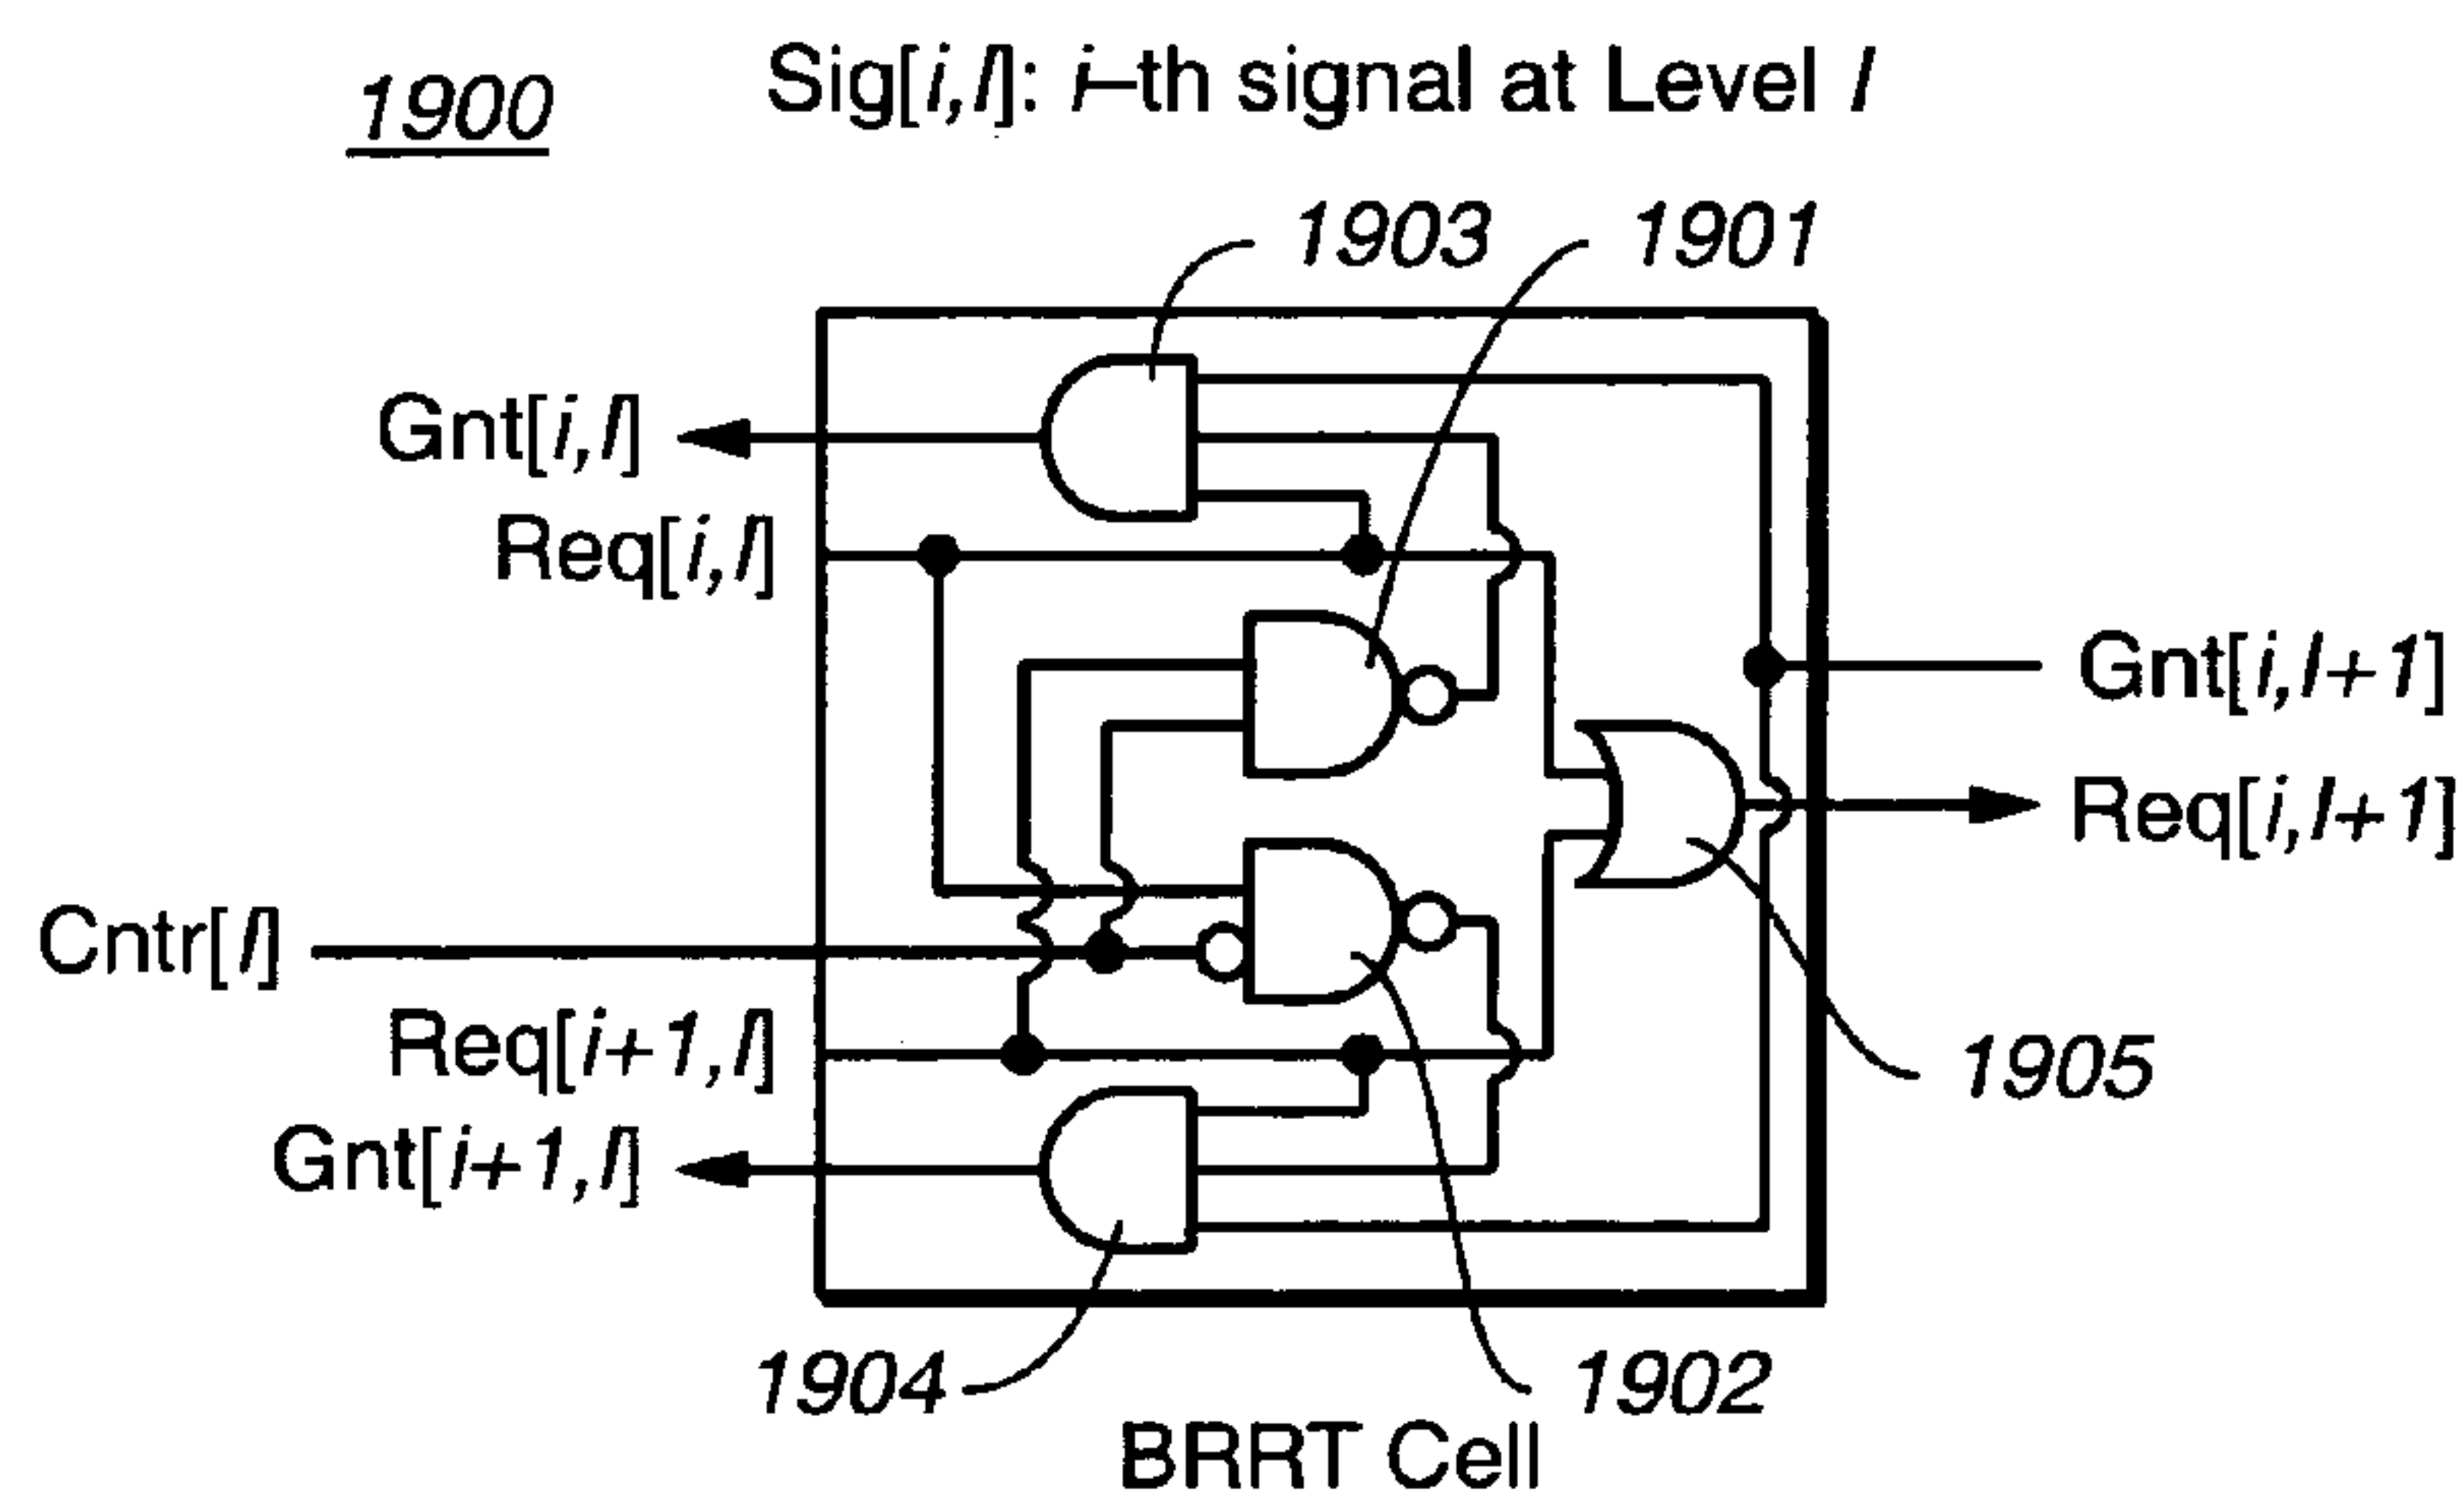 1900
Sig[i,l]: i–th signal at Level l
1903
1901
Gnt[i,l]
Req[i,l]
Gnt[i,l+1]
Req[i,l+1]
Cntr[l]
Req[i+1,l]
1905
Gnt[i+1,l]
1904
1902
BRRT Cell